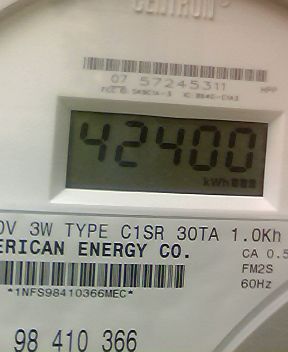 CENTRON
07 57245311
42400
kWh
0V 3W TYPE C1SR 30TA 1.0Kh
ERICAN ENERGY CO.
CA 0.5
FM2S
60Hz
*1NFS98410366MEC*
98 410 366